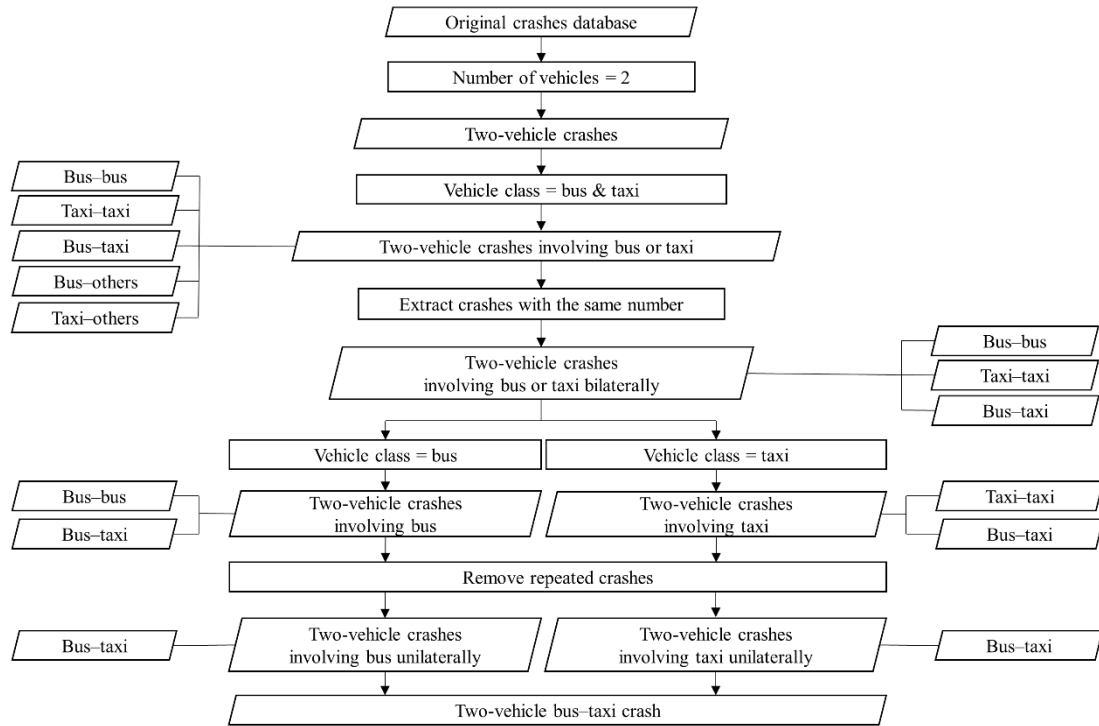 Original crashes database
Number of vehicles = 2
Two-vehicle crashes
Bus–bus
Vehicle class = bus & taxi
Taxi–taxi
Bus–taxi
Two-vehicle crashes involving bus or taxi
Bus–others
Extract crashes with the same number
Taxi–others
Bus–bus
Two-vehicle crashes
involving bus or taxi bilaterally
Taxi–taxi
Bus–taxi
Vehicle class = bus
Vehicle class = taxi
Bus–bus
Bus–taxi
Two-vehicle crashes
involving bus
Two-vehicle crashes
involving taxi
Taxi–taxi
Bus–taxi
Remove repeated crashes
Bus–taxi
Two-vehicle crashes
involving bus unilaterally
Two-vehicle crashes
involving taxi unilaterally
Bus–taxi
Two-vehicle bus–taxi crash